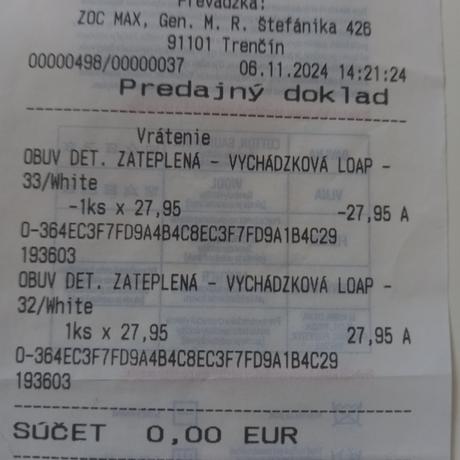 Prevádzka:
ZOC MAX, Gen. M. R. Štefánika 426
91101 Trenčín
00000498/00000037 06.11.2024 14:21:24
Predajný doklad
Vrátenie
OBUV DET. ZATEPLENÁ - VYCHÁDZKOVÁ LOAP -
33/White
-1ks x 27,95 -27,95 A
O-364EC3F7FD9A4B4C8EC3F7FD9A1B4C29
193603
OBUV DET. ZATEPLENÁ - VYCHÁDZKOVÁ LOAP -
32/White
1ks x 27,95 27,95 A
O-364EC3F7FD9A4B4C8EC3F7FD9A1B4C29
193603
SÚČET 0,00 EUR